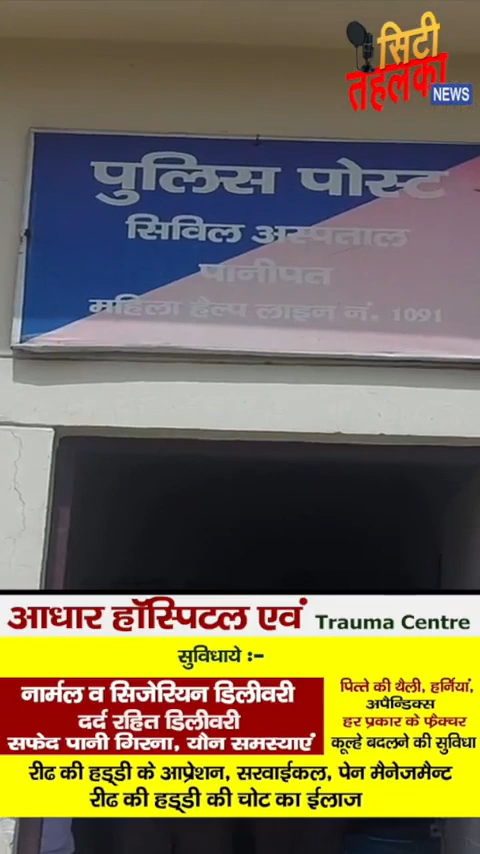 सिटी
तहलका
NEWS
पुलिस पोस्ट
सिविल अस्पताल
पानीपत
महिला हैल्प लाइन नं. 1091
आधार हॉस्पिटल एवं Trauma Centre
सुविधाये :-
नार्मल व सिजेरियन डिलीवरी
दर्द रहित डिलीवरी
सफेद पानी गिरना, यौन समस्याएं
पित्ते की थैली, हर्नियां,
अपैन्डिक्स
हर प्रकार के फ्रैक्चर
कूल्हे बदलने की सुविधा
रीढ की हड्डी के आप्रेशन, सरवाईकल, पेन मैनेजमैन्ट
रीढ की हड्डी की चोट का ईलाज